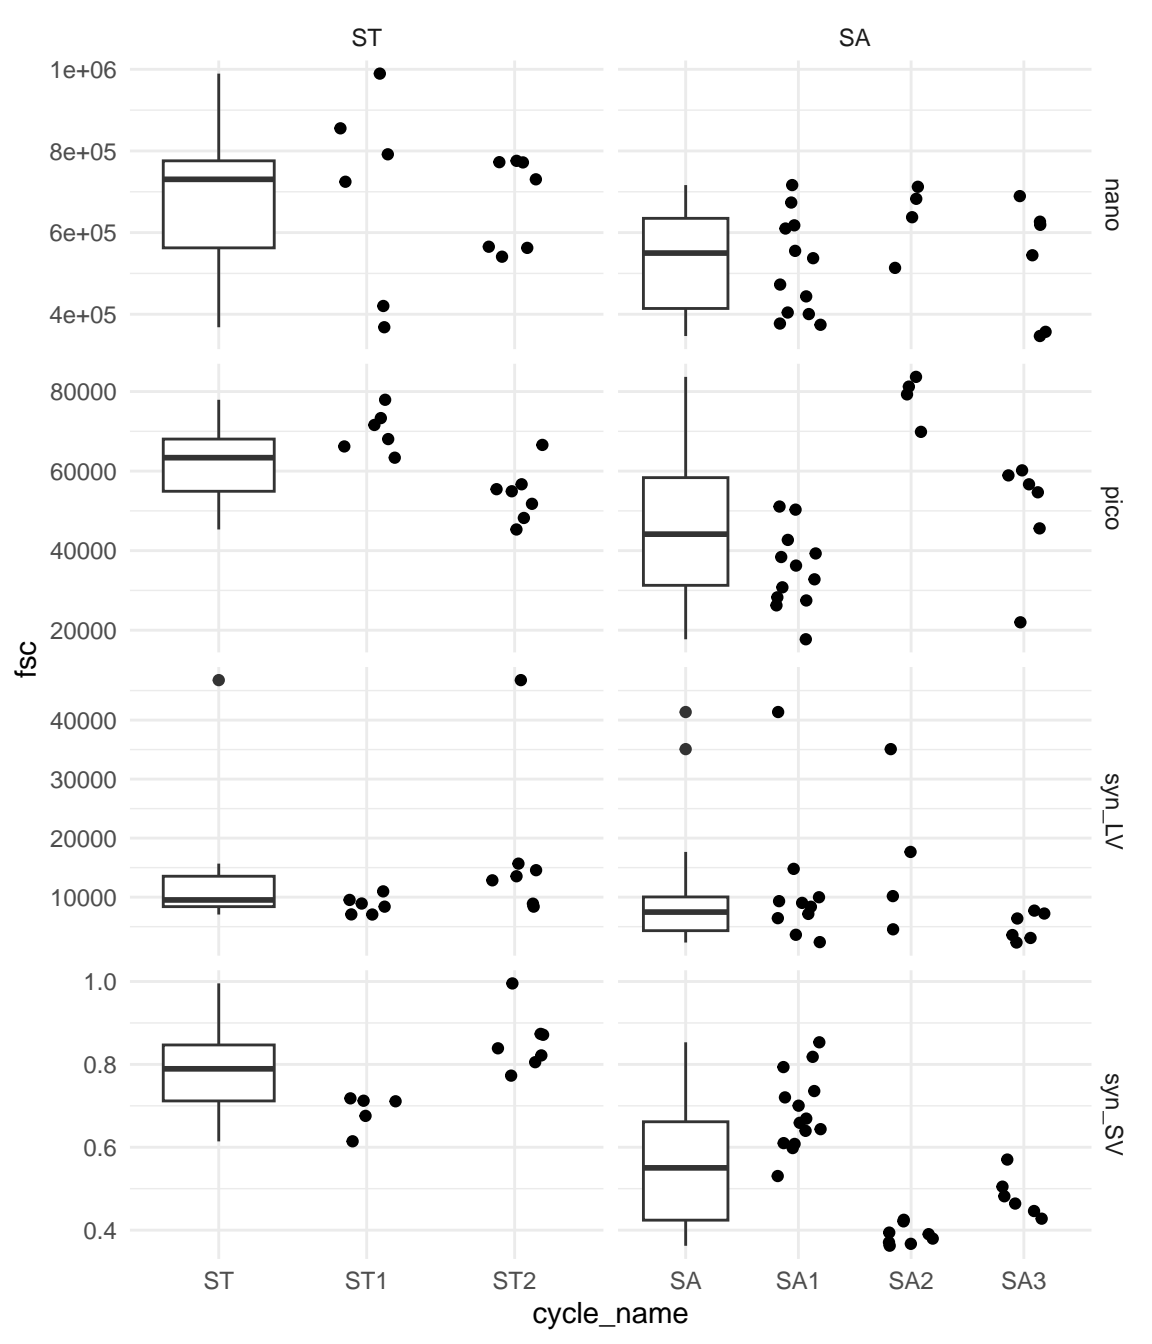 ST
SA
1e+06
8e+05
6e+05
4e+05
nano
80000
60000
40000
20000
pico
fsc
40000
30000
20000
10000
syn_LV
1.0
0.8
0.6
0.4
syn_SV
ST ST1 ST2 SA SA1 SA2 SA3
cycle_name